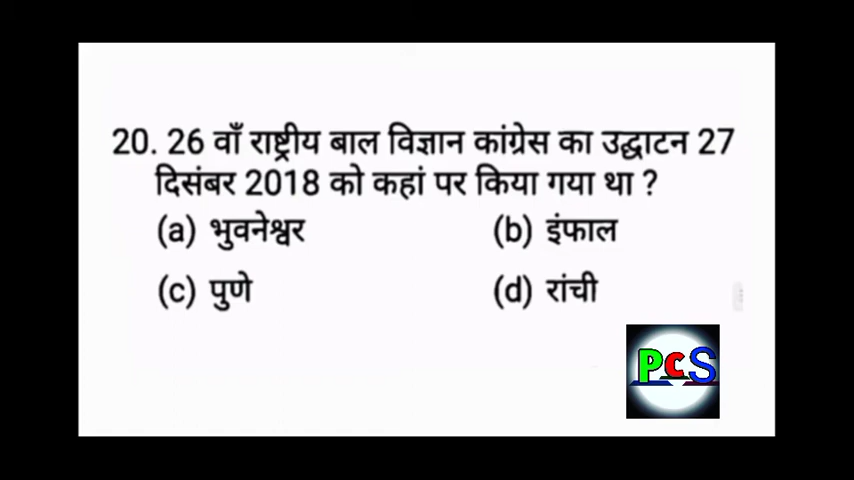 20. 26 वाँ राष्ट्रीय बाल विज्ञान कांग्रेस का उद्घाटन 27
दिसंबर 2018 को कहां पर किया गया था ?
(a) भुवनेश्वर (b) इंफाल
(c) पुणे (d) रांची
PCS